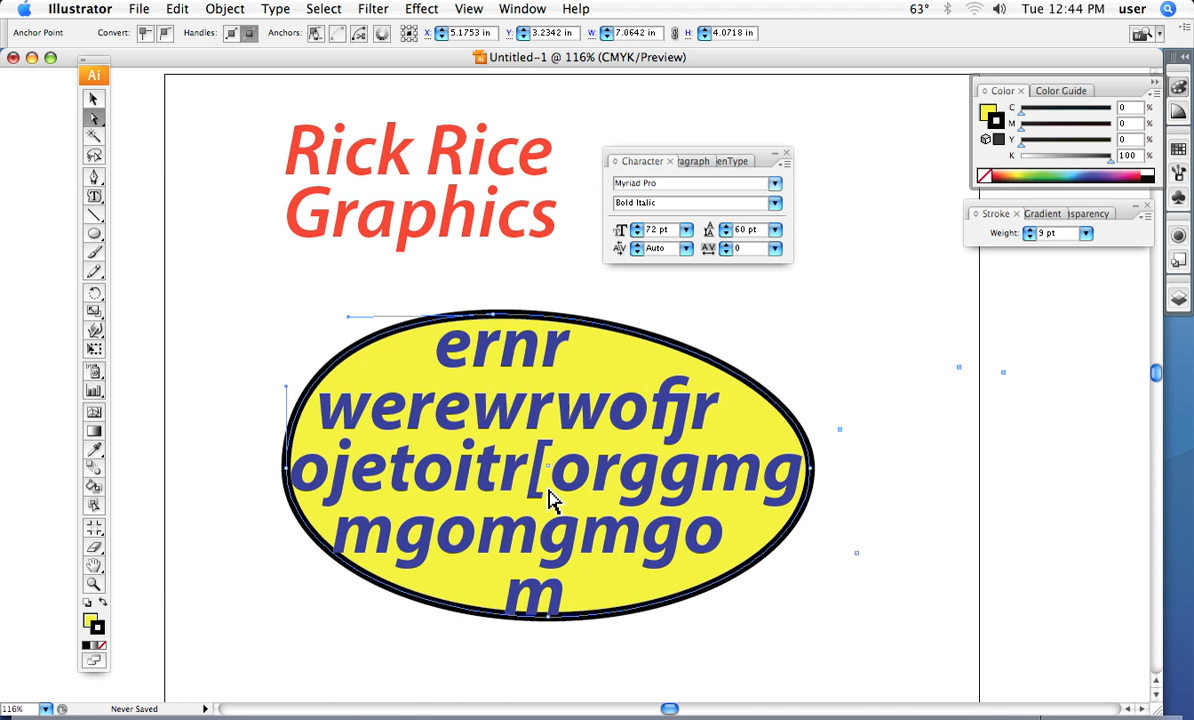 Illustrator File Edit Object Type Select Filter Effect View Window Help 63° Tue 12:44 PM user
Anchor Point Convert: Handles: Anchors: X: 5.1753 in Y: 3.2342 in W: 7.0642 in H: 4.0718 in
Untitled-1 @ 116% (CMYK/Preview)
Ai
Color Color Guide
C 0 %
M 0 %
Y 0 %
K 100 %
Rick Rice
Graphics
Character aragraph enType
Myriad Pro
Bold Italic
72 pt 60 pt
Auto 0
Stroke Gradient sparency
Weight: 9 pt
ernr
werewrwofjr
ojetoitr[orggmg
mgomgmgo
m
116% Never Saved